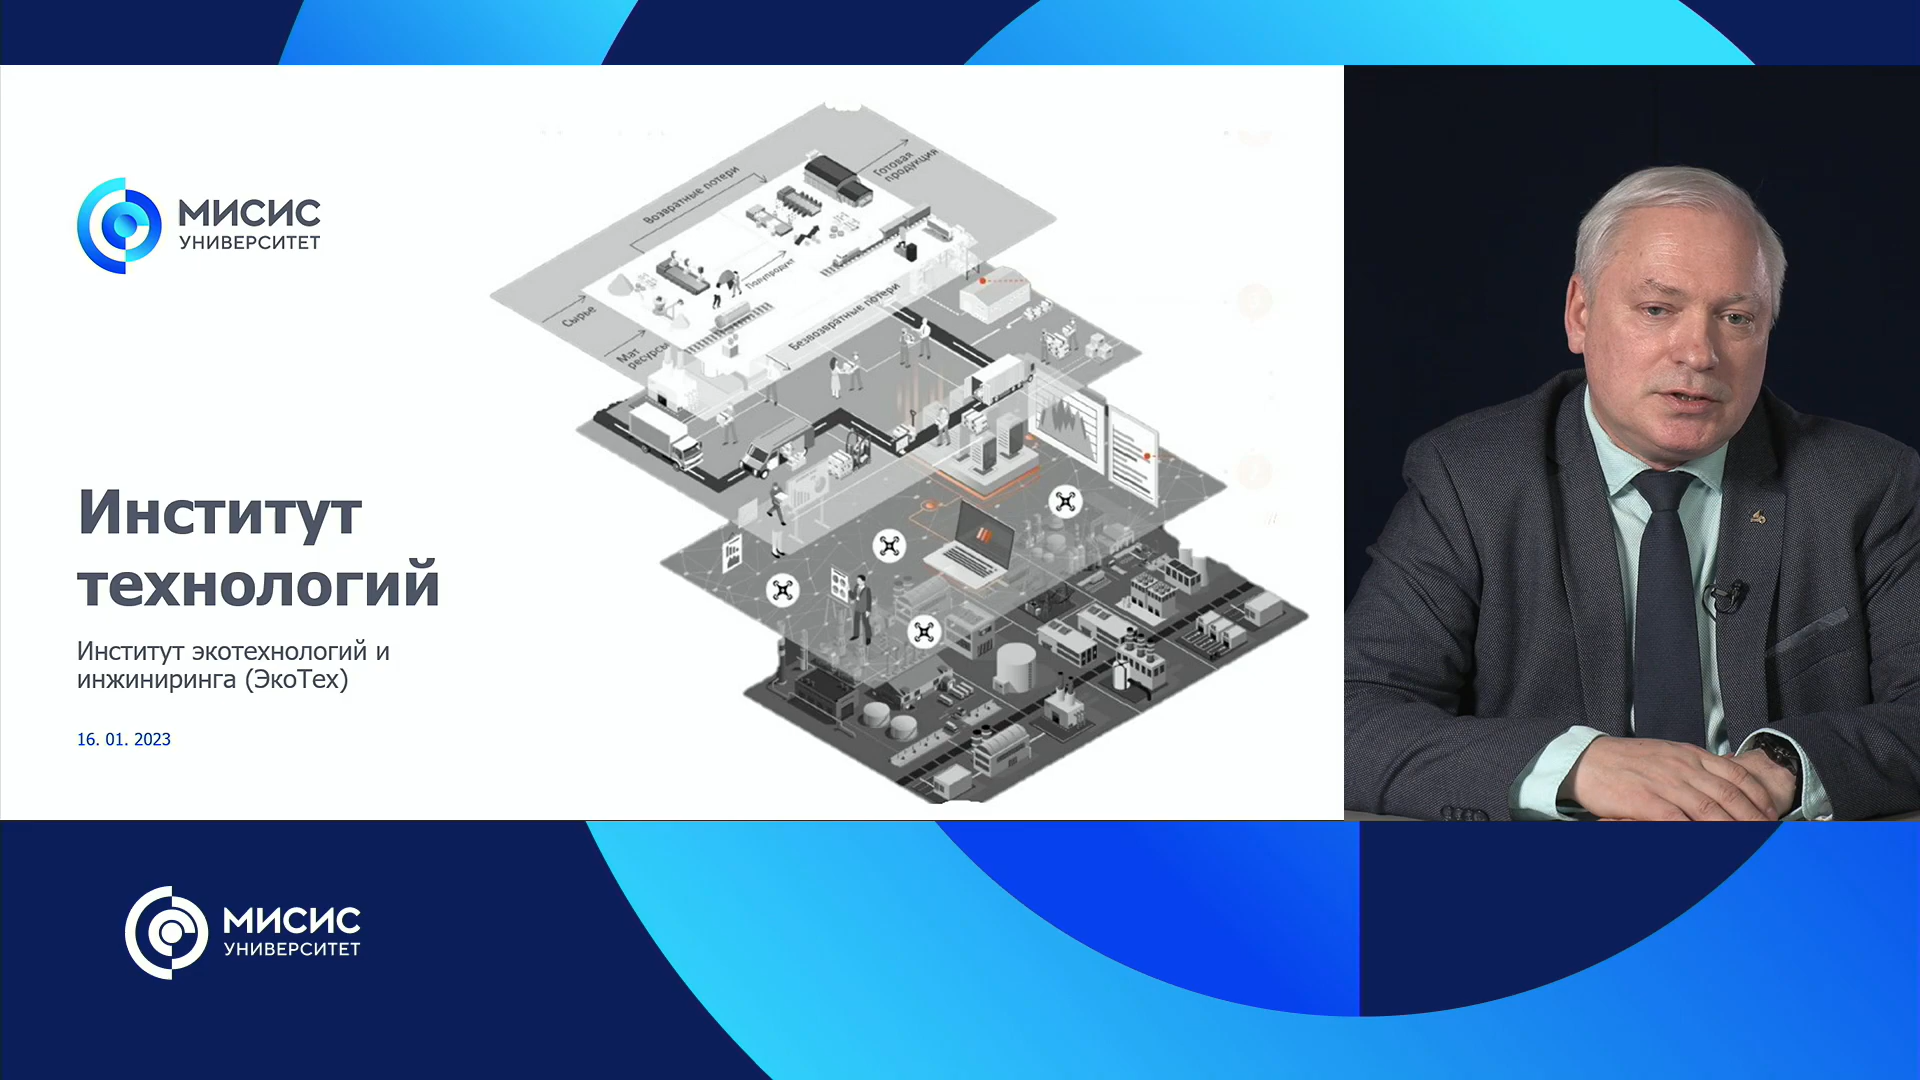 МИСИС
УНИВЕРСИТЕТ
Институт
технологий
Институт экотехнологий и
инжиниринга (ЭкоТех)
16. 01. 2023
Возвратные потери
Готовая
продукция
Полупродукт
Сырье
Мат
ресурсы
Безвозвратные потери
МИСИС
УНИВЕРСИТЕТ